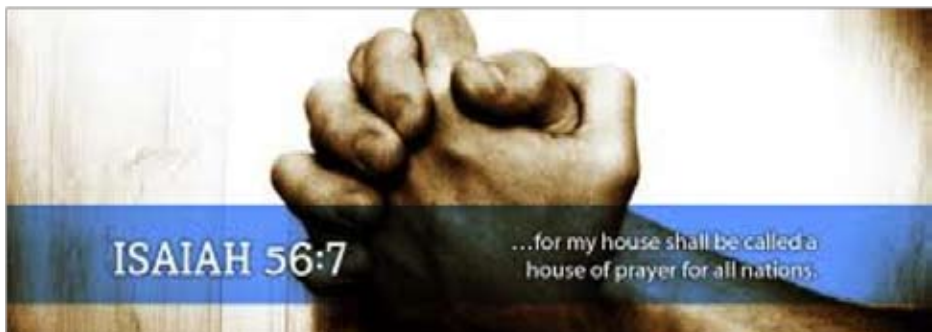 ISAIAH 56:7
...for my house shall be called a
house of prayer for all nations.